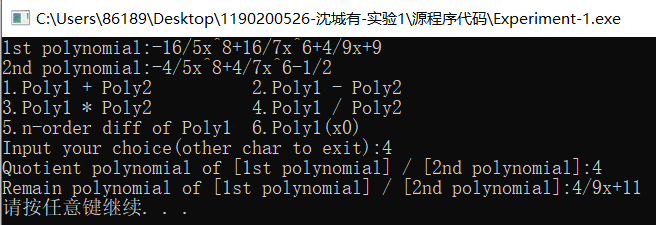 C:\Users\86189\Desktop\1190200526-沈城有-实验1\源程序代码\Experiment-1.exe
1st polynomial:-16/5x^8+16/7x^6+4/9x+9
2nd polynomial:-4/5x^8+4/7x^6-1/2
1.Poly1 + Poly2 2.Poly1 - Poly2
3.Poly1 * Poly2 4.Poly1 / Poly2
5.n-order diff of Poly1 6.Poly1(x0)
Input your choice(other char to exit):4
Quotient polynomial of [1st polynomial] / [2nd polynomial]:4
Remain polynomial of [1st polynomial] / [2nd polynomial]:4/9x+11
请按任意键继续. . .